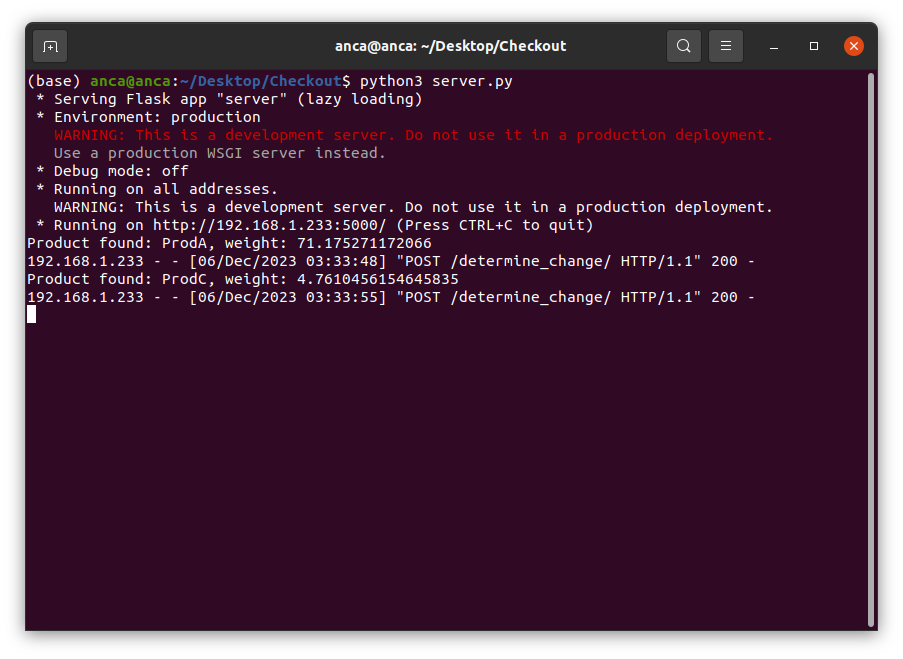 anca@anca: ~/Desktop/Checkout
(base) anca@anca:~/Desktop/Checkout$ python3 server.py
 * Serving Flask app "server" (lazy loading)
 * Environment: production
   WARNING: This is a development server. Do not use it in a production deployment.
   Use a production WSGI server instead.
 * Debug mode: off
 * Running on all addresses.
   WARNING: This is a development server. Do not use it in a production deployment.
 * Running on http://192.168.1.233:5000/ (Press CTRL+C to quit)
Product found: ProdA, weight: 71.175271172066
192.168.1.233 - - [06/Dec/2023 03:33:48] "POST /determine_change/ HTTP/1.1" 200 -
Product found: ProdC, weight: 4.7610456154645835
192.168.1.233 - - [06/Dec/2023 03:33:55] "POST /determine_change/ HTTP/1.1" 200 -